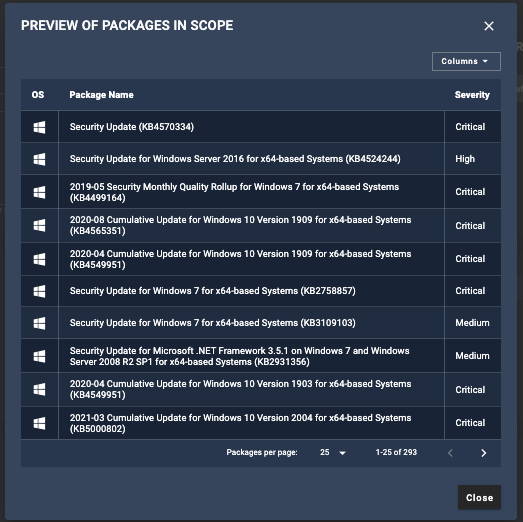 PREVIEW OF PACKAGES IN SCOPE
Columns
OS Package Name Severity
Security Update (KB4570334) Critical
Security Update for Windows Server 2016 for x64-based Systems (KB4524244) High
2019-05 Security Monthly Quality Rollup for Windows 7 for x64-based Systems
(KB4499164) Critical
2020-08 Cumulative Update for Windows 10 Version 1909 for x64-based Systems
(KB4565351) Critical
2020-04 Cumulative Update for Windows 10 Version 1909 for x64-based Systems
(KB4549951) Critical
Security Update for Windows 7 for x64-based Systems (KB2758857) Critical
Security Update for Windows 7 for x64-based Systems (KB3109103) Medium
Security Update for Microsoft .NET Framework 3.5.1 on Windows 7 and Windows
Server 2008 R2 SP1 for x64-based Systems (KB2931356) Medium
2020-04 Cumulative Update for Windows 10 Version 1903 for x64-based Systems
(KB4549951) Critical
2021-03 Cumulative Update for Windows 10 Version 2004 for x64-based Systems
(KB5000802) Critical
Packages per page: 25 1-25 of 293
Close